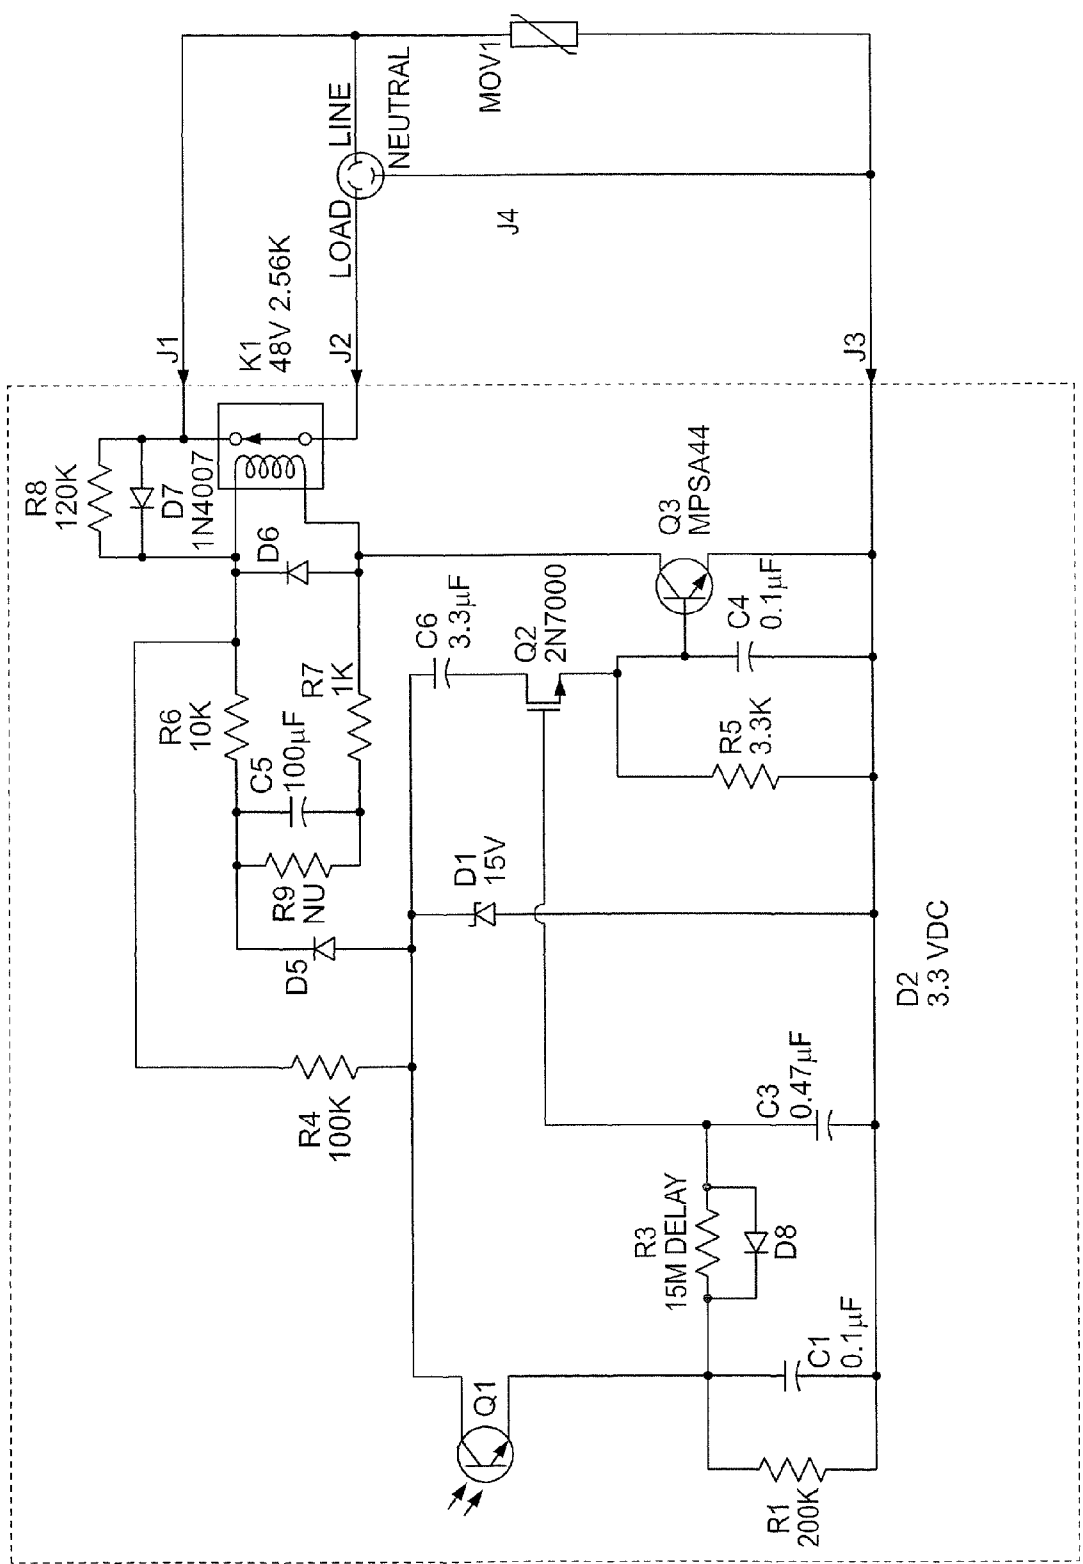 R1
200K
C1
0.1µF
Q1
R3
15M DELAY
D8
C3
0.47µF
R4
100K
D2
3.3 VDC
D5
R9
NU
D1
15V
C5
100µF
R6
10K
R7
1K
R5
3.3K
C6
3.3µF
Q2
2N7000
C4
0.1µF
Q3
MPSA44
D6
R8
120K
D7
1N4007
K1
48V 2.56K
J1
J2
J3
LOAD
LINE
NEUTRAL
J4
MOV1